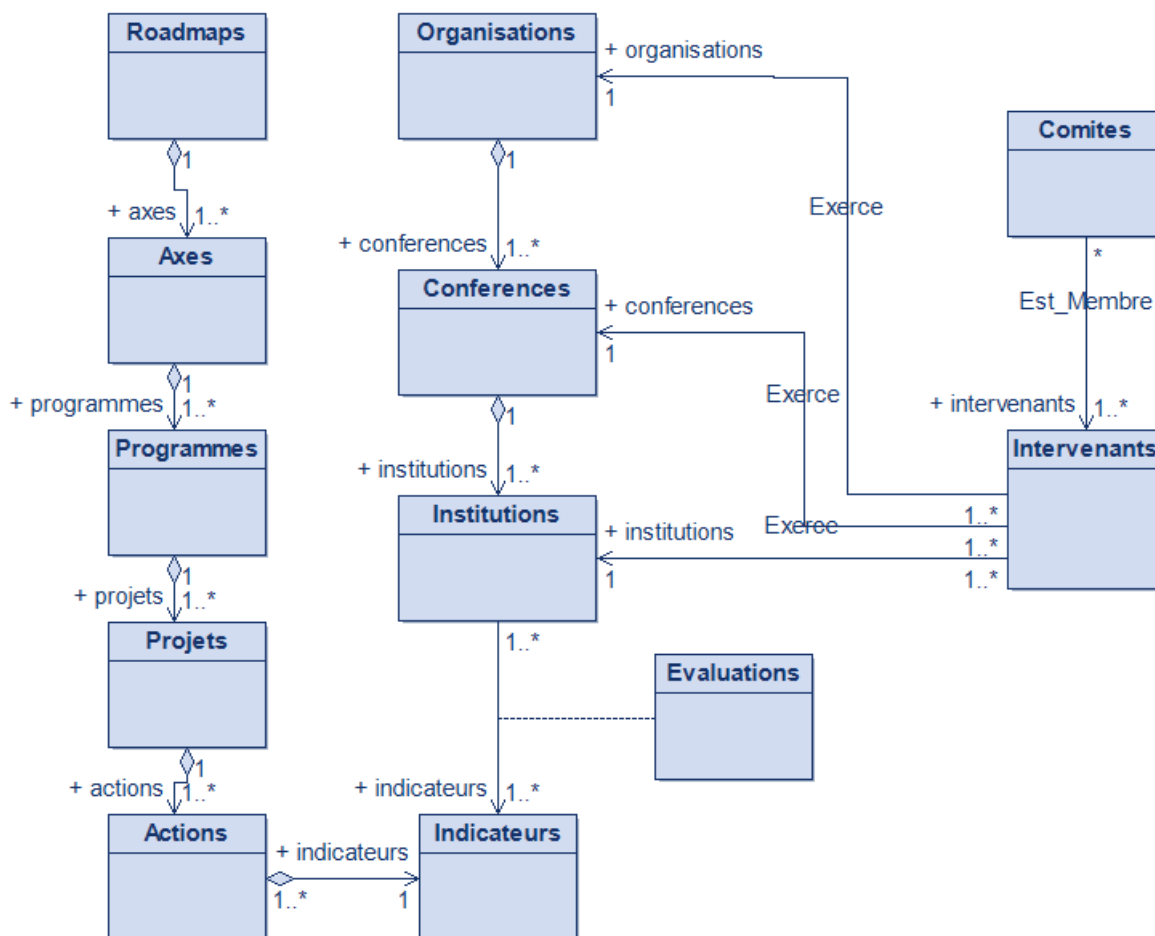 Roadmaps
Organisations
+ organisations
1
Comites
1
1
+ axes
1..*
Exerce
*
+ conferences
1..*
Axes
Conferences
+ conferences
Est_Membre
1
1
+ programmes
1..*
Exerce
+ intervenants
1..*
1
Programmes
+ institutions
1..*
Intervenants
Institutions
+ institutions
Exerce
1..*
1..*
1
1..*
1
+ projets
1..*
Projets
1..*
Evaluations
1
+ actions
1..*
+ indicateurs
1..*
Actions
Indicateurs
+ indicateurs
1..*
1